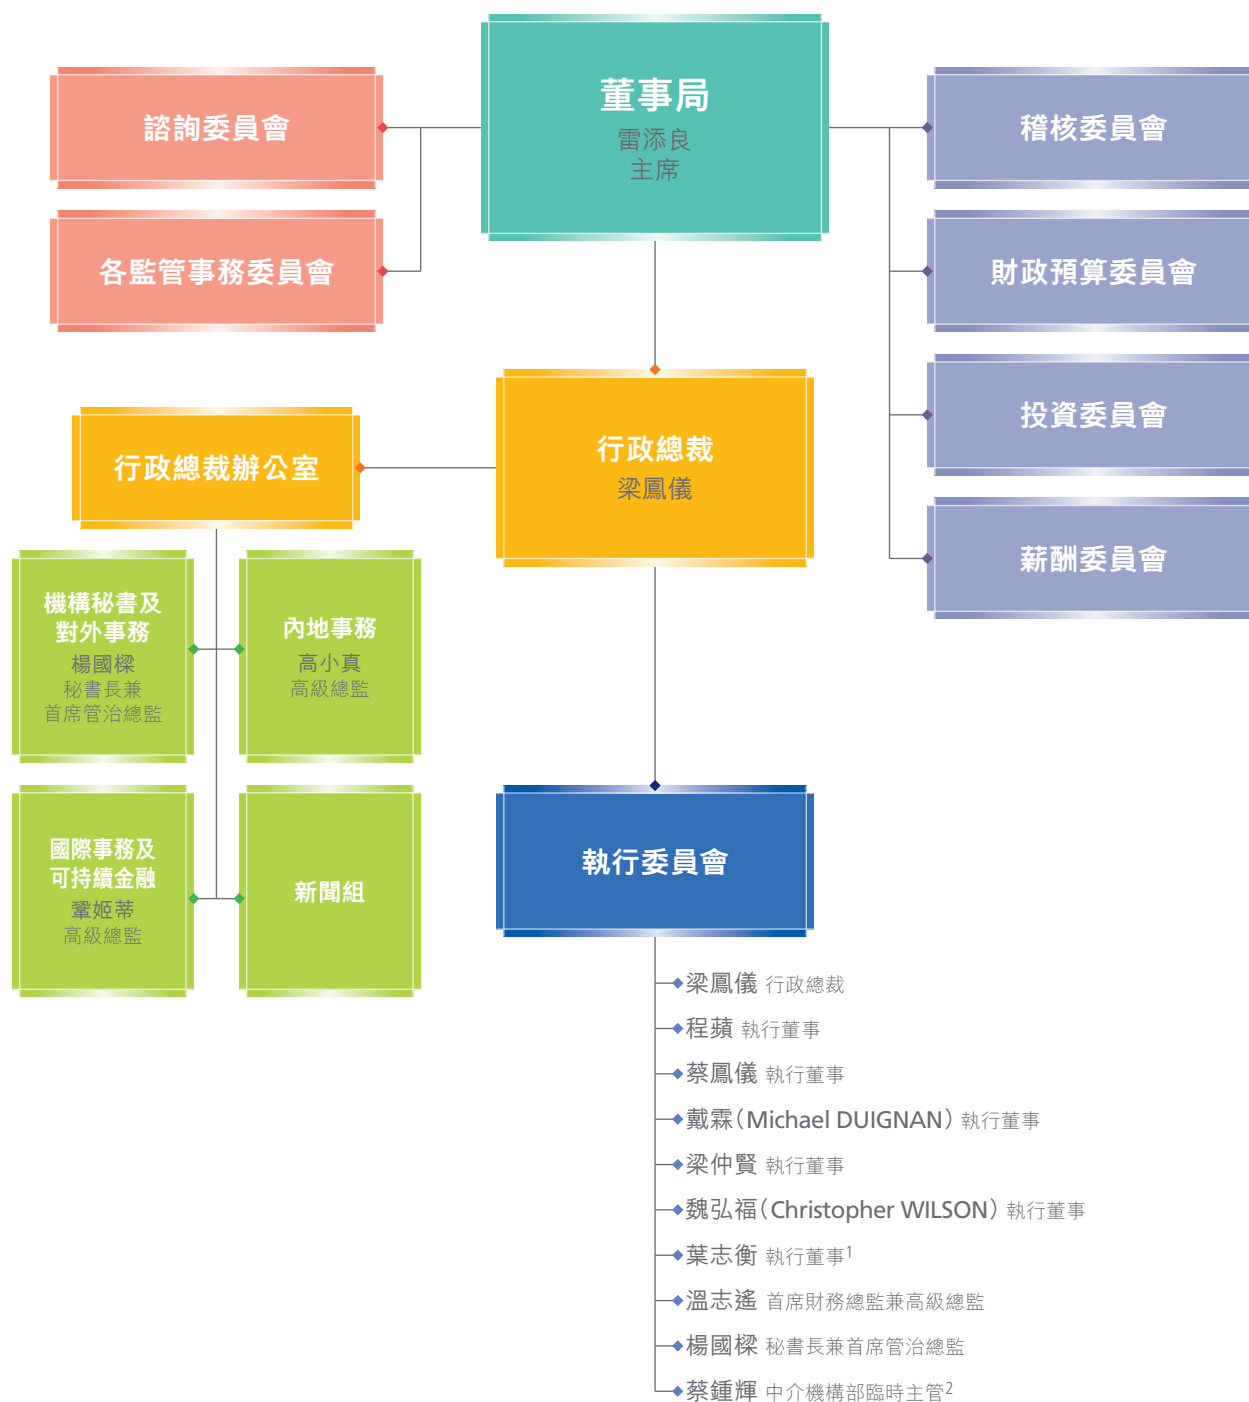 董事局
雷添良
主席
諮詢委員會
各監管事務委員會
稽核委員會
財政預算委員會
投資委員會
薪酬委員會
行政總裁
梁鳳儀
行政總裁辦公室
機構秘書及
對外事務
楊國樑
秘書長兼
首席管治總監
內地事務
高小真
高級總監
國際事務及
可持續金融
鞏姬蒂
高級總監
新聞組
執行委員會
梁鳳儀 行政總裁
程蘋 執行董事
蔡鳳儀 執行董事
戴霖（Michael DUIGNAN）執行董事
梁仲賢 執行董事
魏弘福（Christopher WILSON）執行董事
葉志衡 執行董事1
溫志遙 首席財務總監兼高級總監
楊國樑 秘書長兼首席管治總監
蔡鍾輝 中介機構部臨時主管2